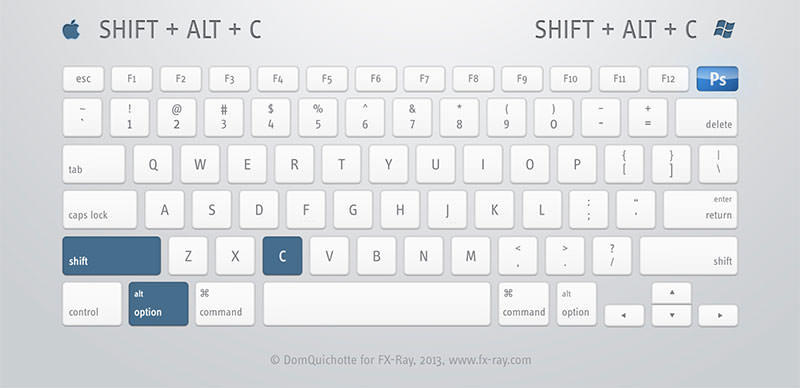 SHIFT + ALT + C SHIFT + ALT + C
esc F1 F2 F3 F4 F5 F6 F7 F8 F9 F10 F11 F12 Ps
~ ! @ # $ % ^ & * ( ) - +
` 1 2 3 4 5 6 7 8 9 0 - = delete
tab Q W E R T Y U I O P { } |
[ ] \
caps lock A S D F G H J K L : " enter
; ' return
shift Z X C V B N M < > ? shift
, . /
alt ⌘ ⌘ alt
control option command command option
© DomQuichotte for FX-Ray, 2013, www.fx-ray.com